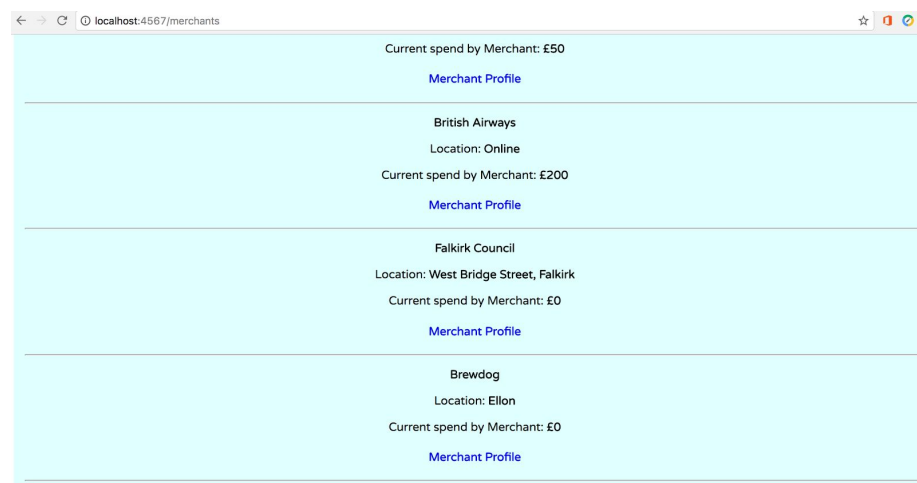 localhost:4567/merchants
Current spend by Merchant: £50
Merchant Profile
British Airways
Location: Online
Current spend by Merchant: £200
Merchant Profile
Falkirk Council
Location: West Bridge Street, Falkirk
Current spend by Merchant: £0
Merchant Profile
Brewdog
Location: Ellon
Current spend by Merchant: £0
Merchant Profile